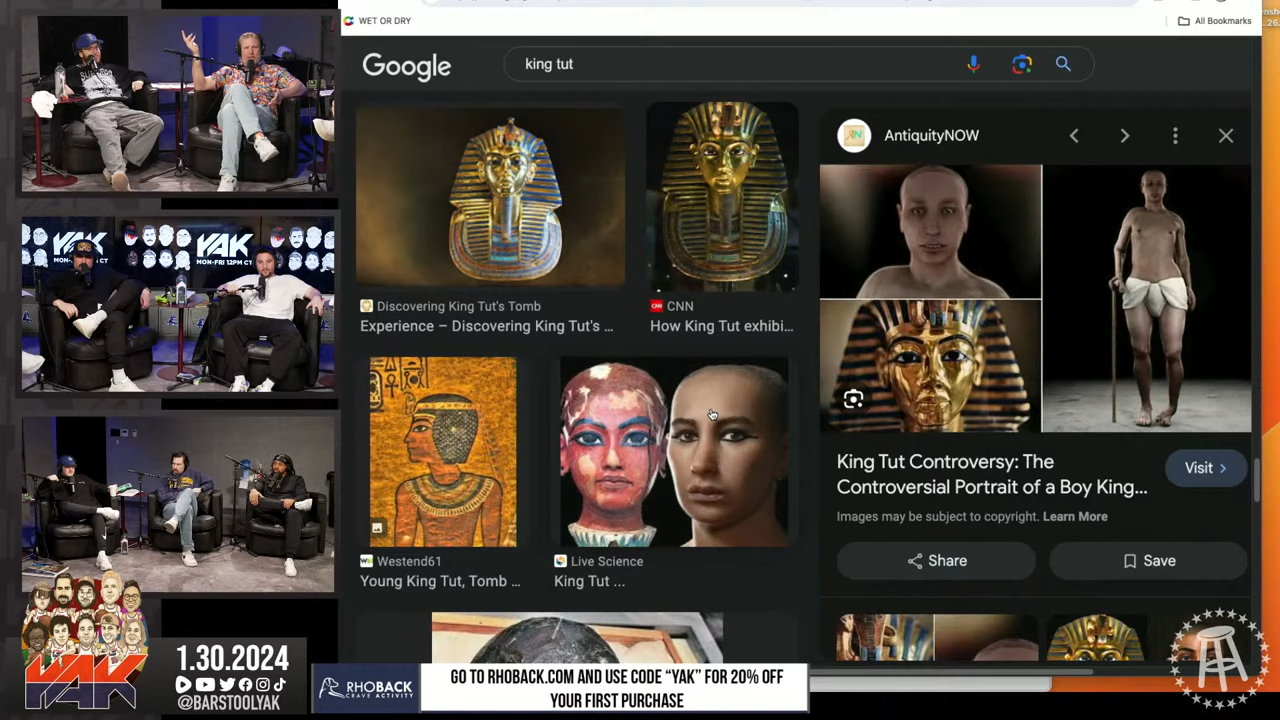 WET OR DRY
All Bookmarks
Google
king tut
AntiquityNOW
Discovering King Tut's Tomb
Experience – Discovering King Tut's ...
CNN
How King Tut exhibi...
Westend61
Young King Tut, Tomb ...
Live Science
King Tut ...
King Tut Controversy: The
Controversial Portrait of a Boy King...
Visit
Images may be subject to copyright. Learn More
Share
Save
YAK
MON-FRI 12PM CT
YAK
MON-FRI 12PM CT
YAK
1.30.2024
@BARSTOOLYAK
RHOBACK
CRAVE ACTIVITY
GO TO RHOBACK.COM AND USE CODE “YAK” FOR 20% OFF
YOUR FIRST PURCHASE